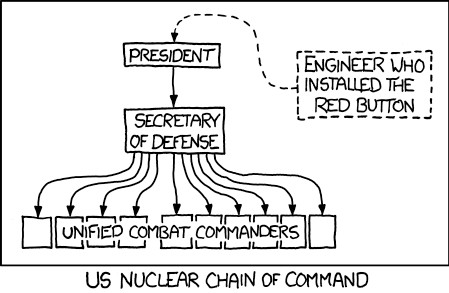 PRESIDENT
ENGINEER WHO
INSTALLED THE
RED BUTTON
SECRETARY
OF DEFENSE
UNIFIED COMBAT COMMANDERS
US NUCLEAR CHAIN OF COMMAND